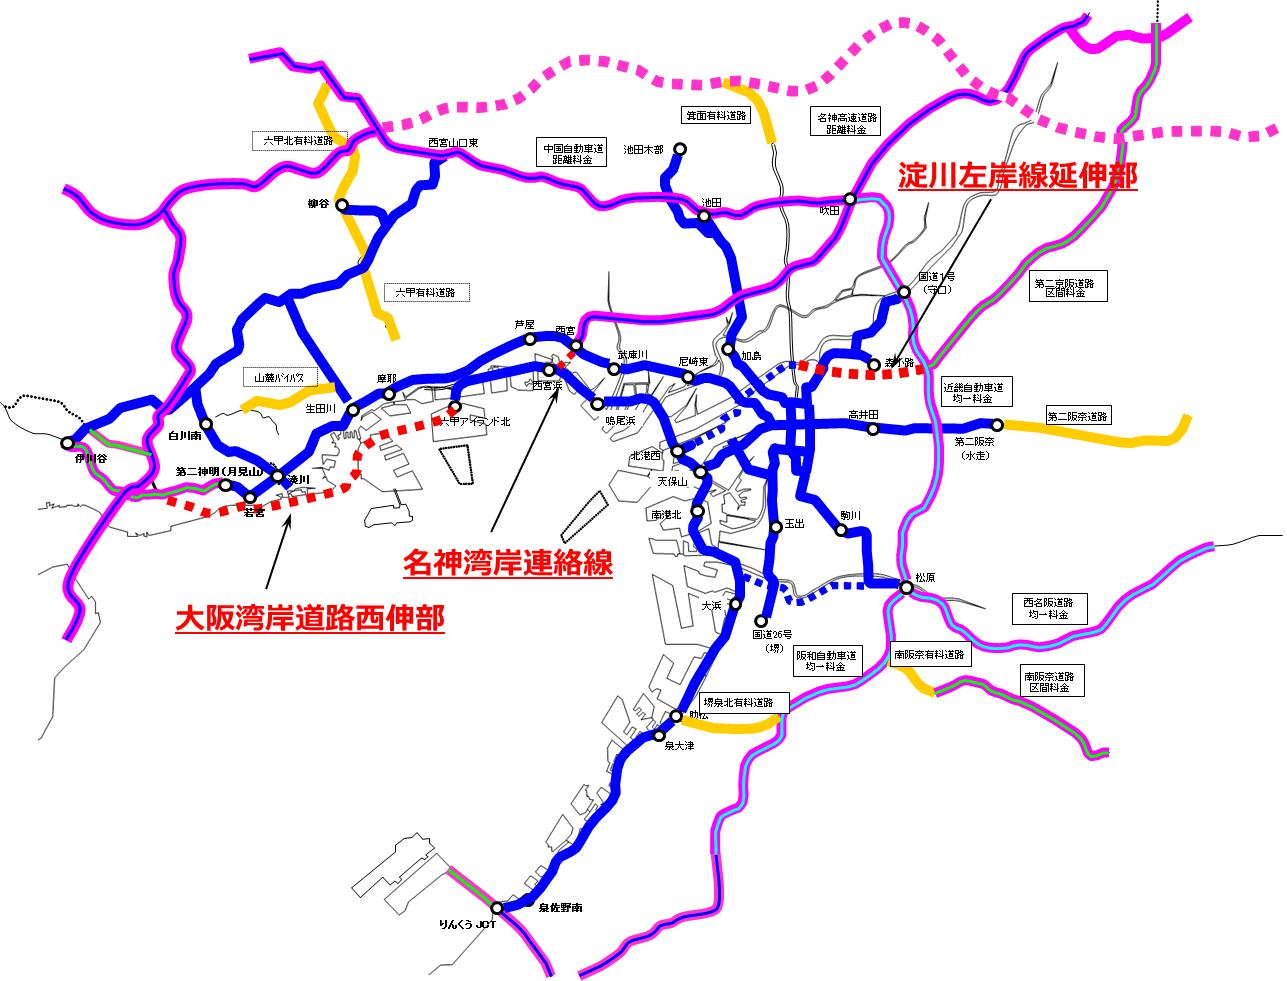 箕面有料道路
名神高速道路
距離料金
六甲北有料道路
西宮山口東
中国自動車道
距離料金
池田木部
淀川左岸線延伸部
柳谷
池田
吹田
国道1号
(守口)
第二京阪道路
区間料金
六甲有料道路
芦屋
西宮
武庫川
尼崎東
加島
森小路
山麓バイパス
摩耶
西宮浜
近畿自動車道
均一料金
生田川
六甲アイランド北
鳴尾浜
高井田
第二阪奈道路
白川南
伊川谷
北港西
第二阪奈
(水走)
第二神明(月見山)
湊川
天保山
若宮
南港北
玉出
駒川
名神湾岸連絡線
大阪湾岸道路西伸部
松原
大浜
西名阪道路
均一料金
国道26号
(堺)
阪和自動車道
均一料金
南阪奈有料道路
南阪奈道路
区間料金
堺泉北有料道路
助松
泉大津
泉佐野南
りんくうJCT